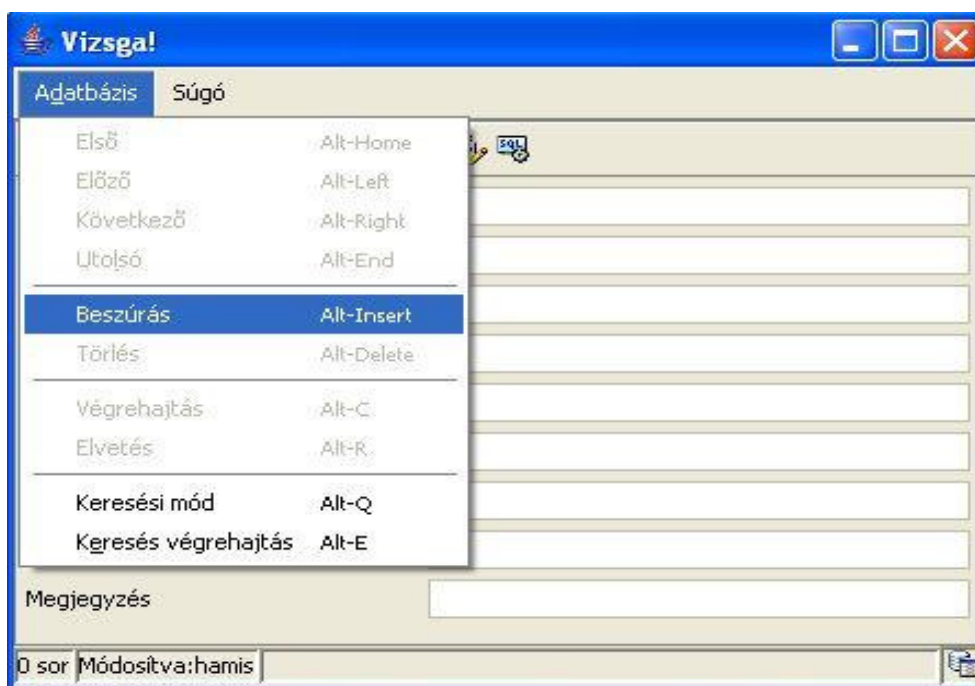 Vizsga!
Adatbázis Súgó
Első Alt-Home
Előző Alt-Left
Következő Alt-Right
Utolsó Alt-End
Beszúrás Alt-Insert
Törlés Alt-Delete
Végrehajtás Alt-C
Elvetés Alt-R
Keresési mód Alt-Q
Keresés végrehajtás Alt-E
Megjegyzés
0 sor Módosítva:hamis